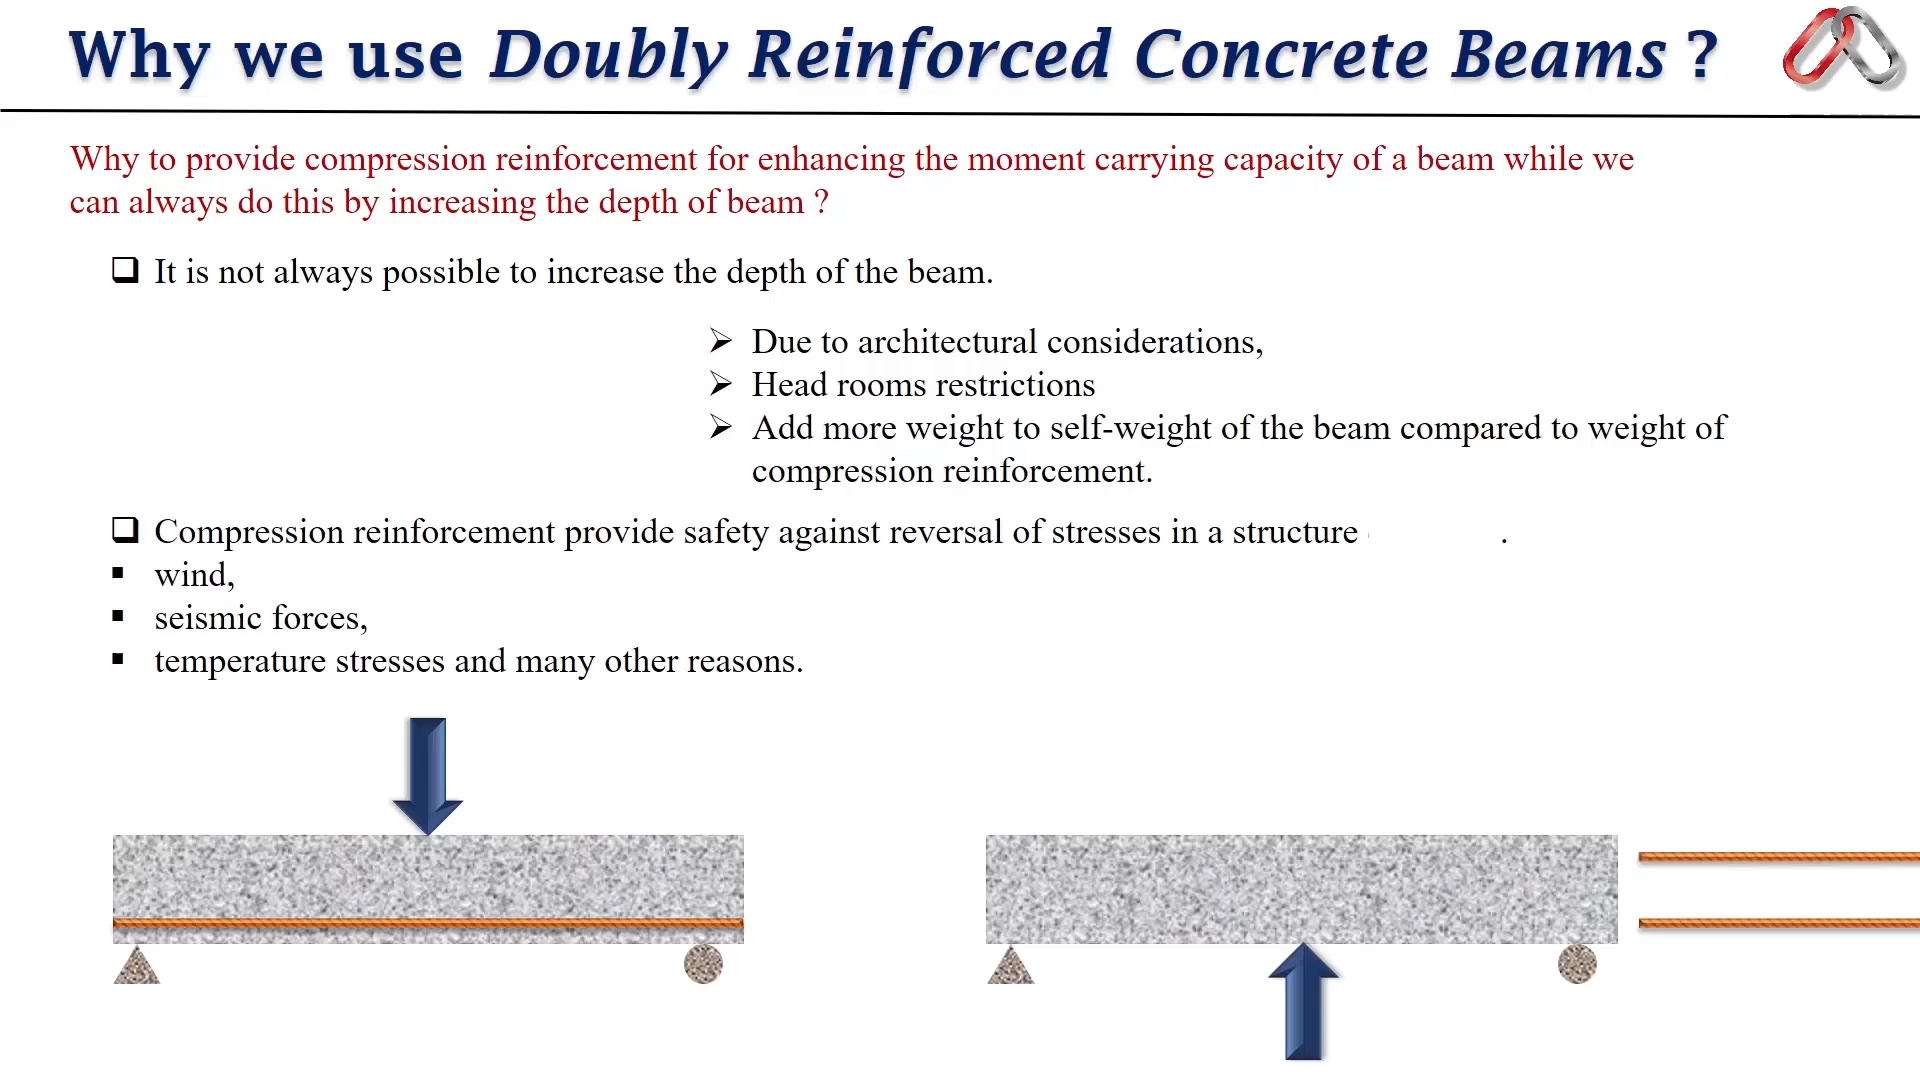 Why we use Doubly Reinforced Concrete Beams ?
Why to provide compression reinforcement for enhancing the moment carrying capacity of a beam while we
can always do this by increasing the depth of beam ?
It is not always possible to increase the depth of the beam.
Due to architectural considerations,
Head rooms restrictions
Add more weight to self-weight of the beam compared to weight of
compression reinforcement.
Compression reinforcement provide safety against reversal of stresses in a structure .
wind,
seismic forces,
temperature stresses and many other reasons.